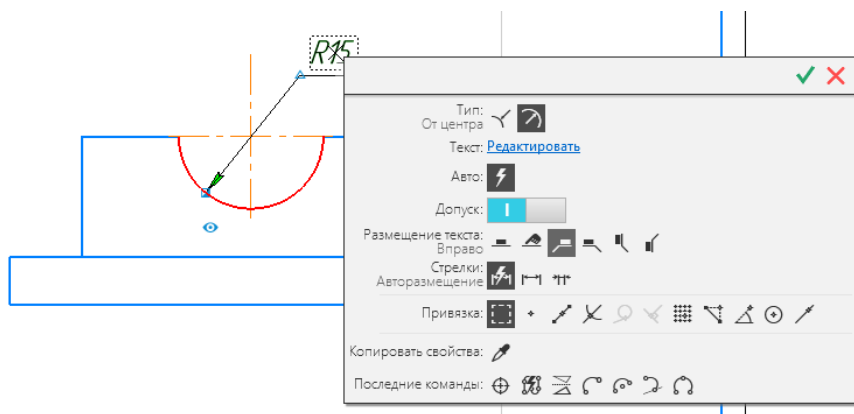 R15
Тип:
От центра
Текст: Редактировать
Авто:
Допуск:
Размещение текста:
Вправо
Стрелки:
Авторазмещение
Привязка:
Копировать свойства:
Последние команды: